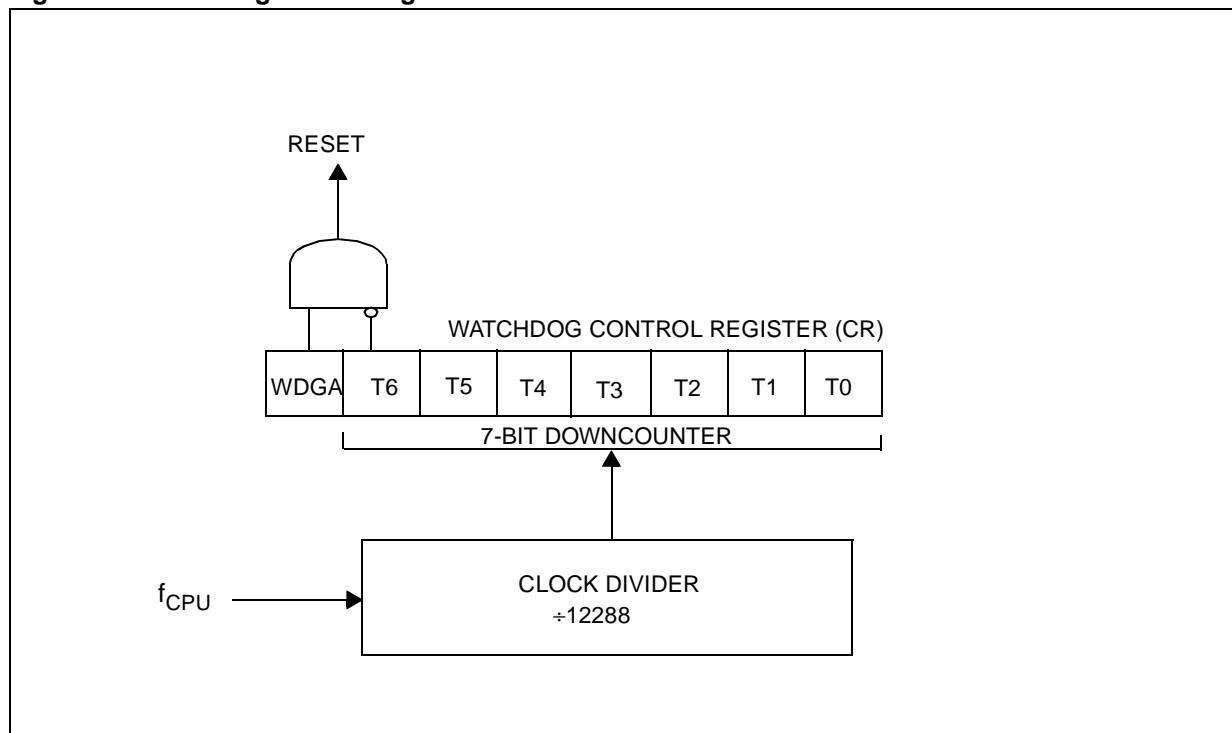 RESET
WATCHDOG CONTROL REGISTER (CR)
WDGA T6 T5 T4 T3 T2 T1 T0
7-BIT DOWNCOUNTER
fCPU
CLOCK DIVIDER
÷12288